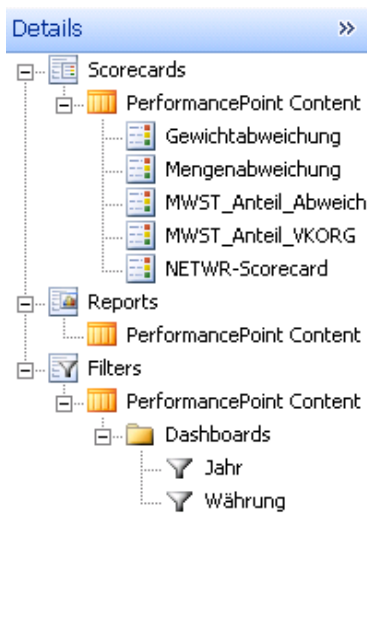 Details »
Scorecards
PerformancePoint Content
Gewichtabweichung
Mengenabweichung
MWST_Anteil_Abweich
MWST_Anteil_VKORG
NETWR-Scorecard
Reports
PerformancePoint Content
Filters
PerformancePoint Content
Dashboards
Jahr
Währung